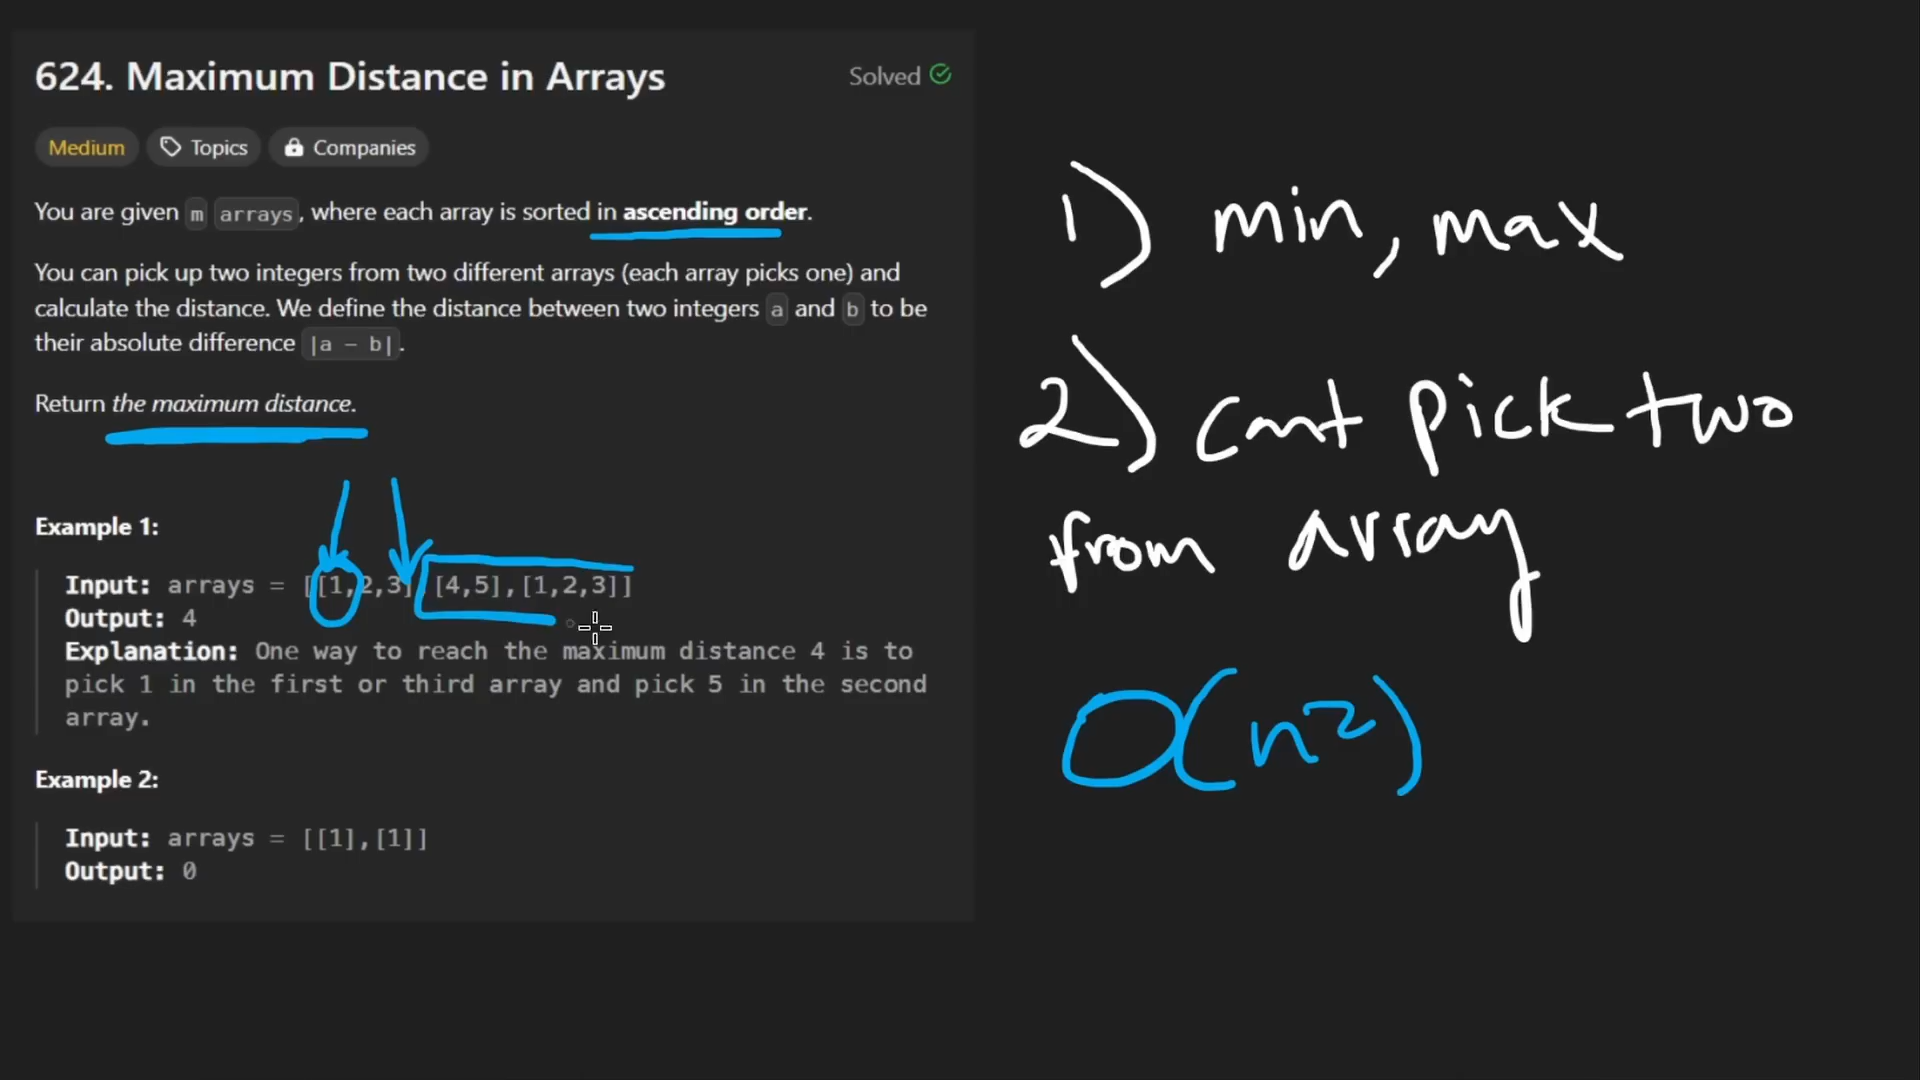 624. Maximum Distance in Arrays
Solved
Medium Topics Companies
You are given m arrays, where each array is sorted in ascending order.
You can pick up two integers from two different arrays (each array picks one) and
calculate the distance. We define the distance between two integers a and b to be
their absolute difference |a - b|.
Return the maximum distance.
Example 1:
Input: arrays = [[1,2,3],[4,5],[1,2,3]]
Output: 4
Explanation: One way to reach the maximum distance 4 is to
pick 1 in the first or third array and pick 5 in the second
array.
Example 2:
Input: arrays = [[1],[1]]
Output: 0
1) min, max
2) cant pick two
from array
O(n²)